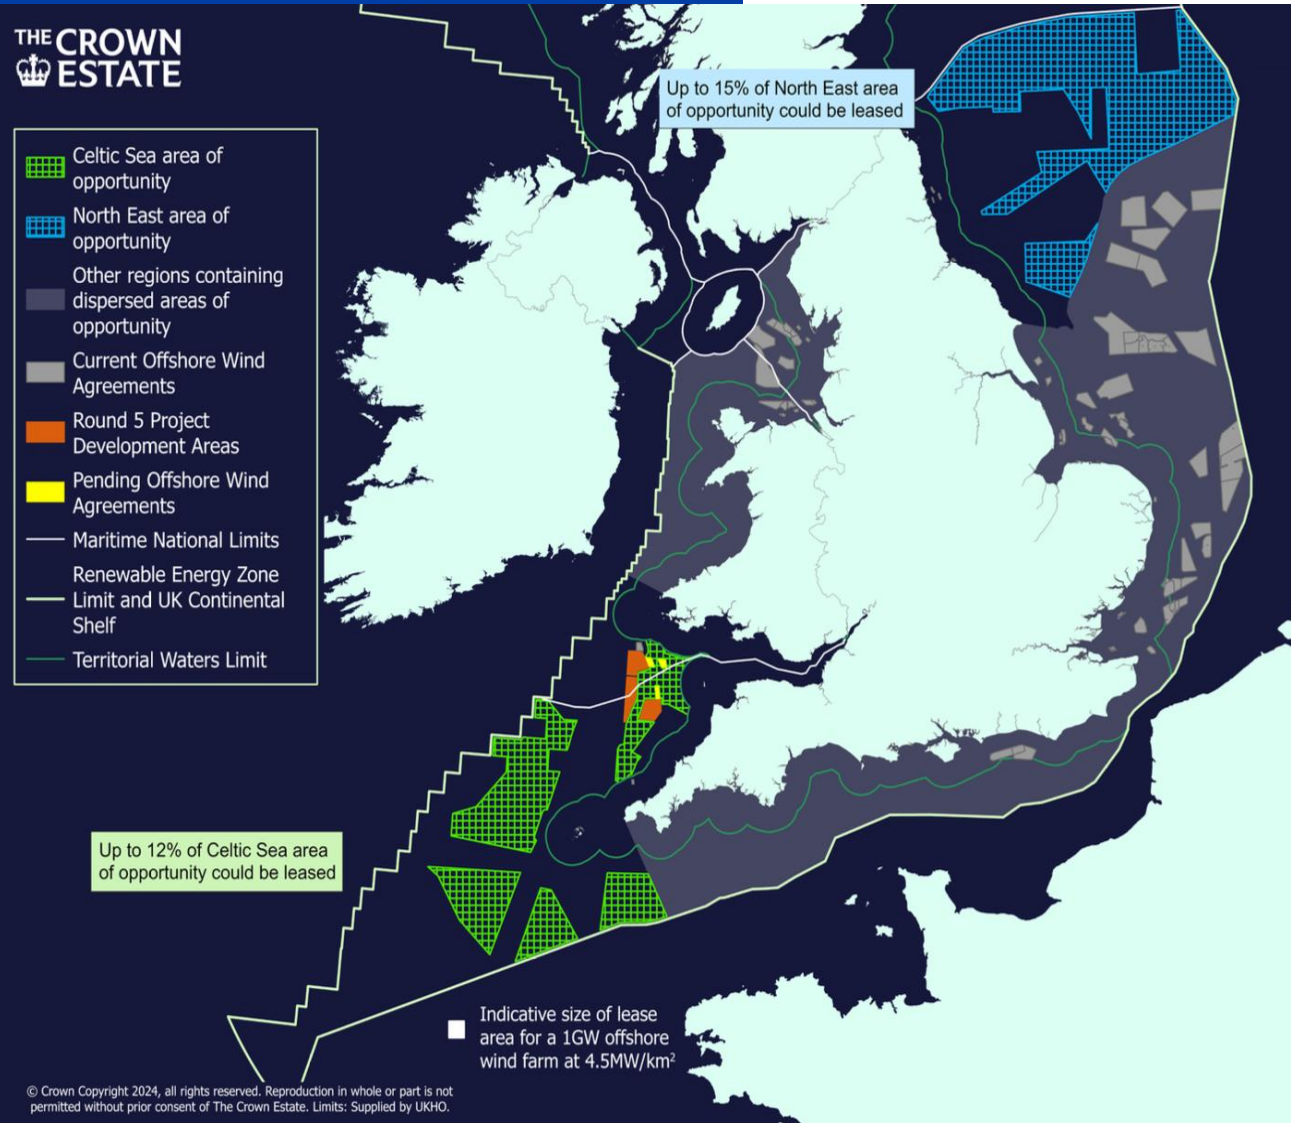 THE CROWN
ESTATE
Up to 15% of North East area
of opportunity could be leased
Celtic Sea area of
opportunity
North East area of
opportunity
Other regions containing
dispersed areas of
opportunity
Current Offshore Wind
Agreements
Round 5 Project
Development Areas
Pending Offshore Wind
Agreements
Maritime National Limits
Renewable Energy Zone
Limit and UK Continental
Shelf
Territorial Waters Limit
Up to 12% of Celtic Sea area
of opportunity could be leased
Indicative size of lease
area for a 1GW offshore
wind farm at 4.5MW/km²
© Crown Copyright 2024, all rights reserved. Reproduction in whole or part is not
permitted without prior consent of The Crown Estate. Limits: Supplied by UKHO.